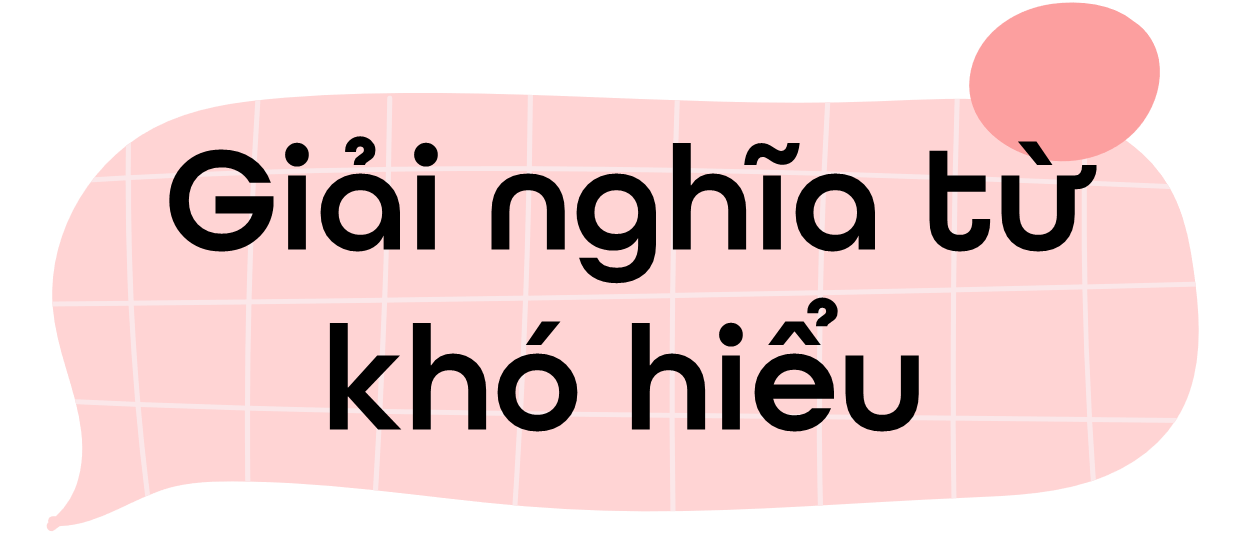 Giải nghĩa từ
khó hiểu